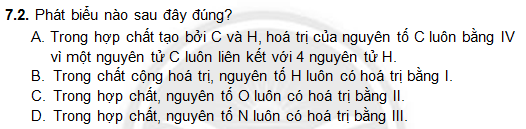 7.2. Phát biểu nào sau đây đúng?
A. Trong hợp chất tạo bởi C và H, hoá trị của nguyên tố C luôn bằng IV
vì một nguyên tử C luôn liên kết với 4 nguyên tử H.
B. Trong chất cộng hoá trị, nguyên tố H luôn có hoá trị bằng I.
C. Trong hợp chất, nguyên tố O luôn có hoá trị bằng II.
D. Trong hợp chất, nguyên tố N luôn có hoá trị bằng III.